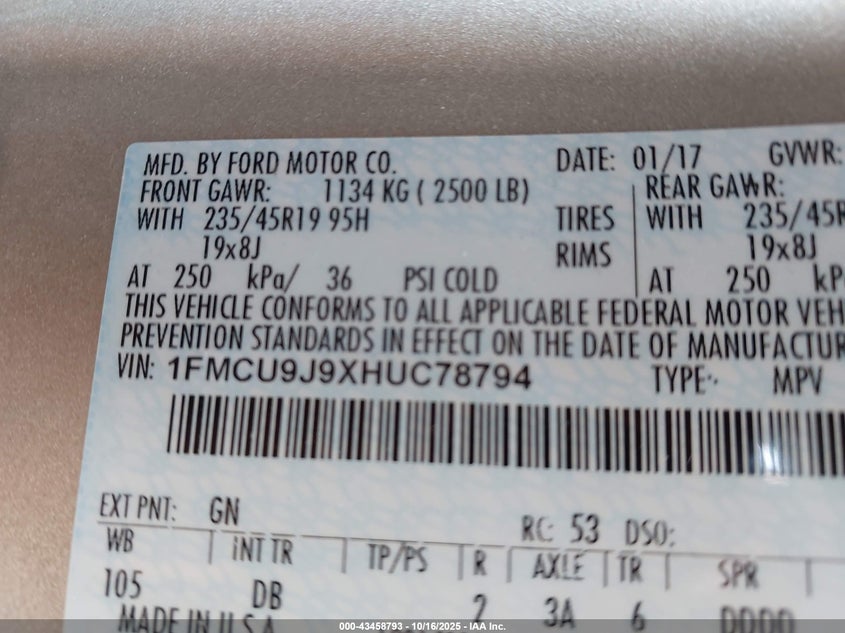 MFD. BY FORD MOTOR CO. DATE: 01/17 GVWR:
FRONT GAWR: 1134 KG ( 2500 LB) REAR GAWR:
WITH 235/45R19 95H TIRES WITH 235/45R
19x8J RIMS 19x8J
AT 250 kPa/ 36 PSI COLD AT 250 kP
THIS VEHICLE CONFORMS TO ALL APPLICABLE FEDERAL MOTOR VEH
PREVENTION STANDARDS IN EFFECT ON THE DATE OF MANUFACTUR
VIN: 1FMCU9J9XHUC78794 TYPE: MPV
EXT PNT: GN RC: 53 DSO:
WB INT TR TP/PS R AXLE TR SPR
105 DB 2 3A 6 DDDD
MADE IN U.S.A
000-43458793 - 10/16/2025 - IAA Inc.